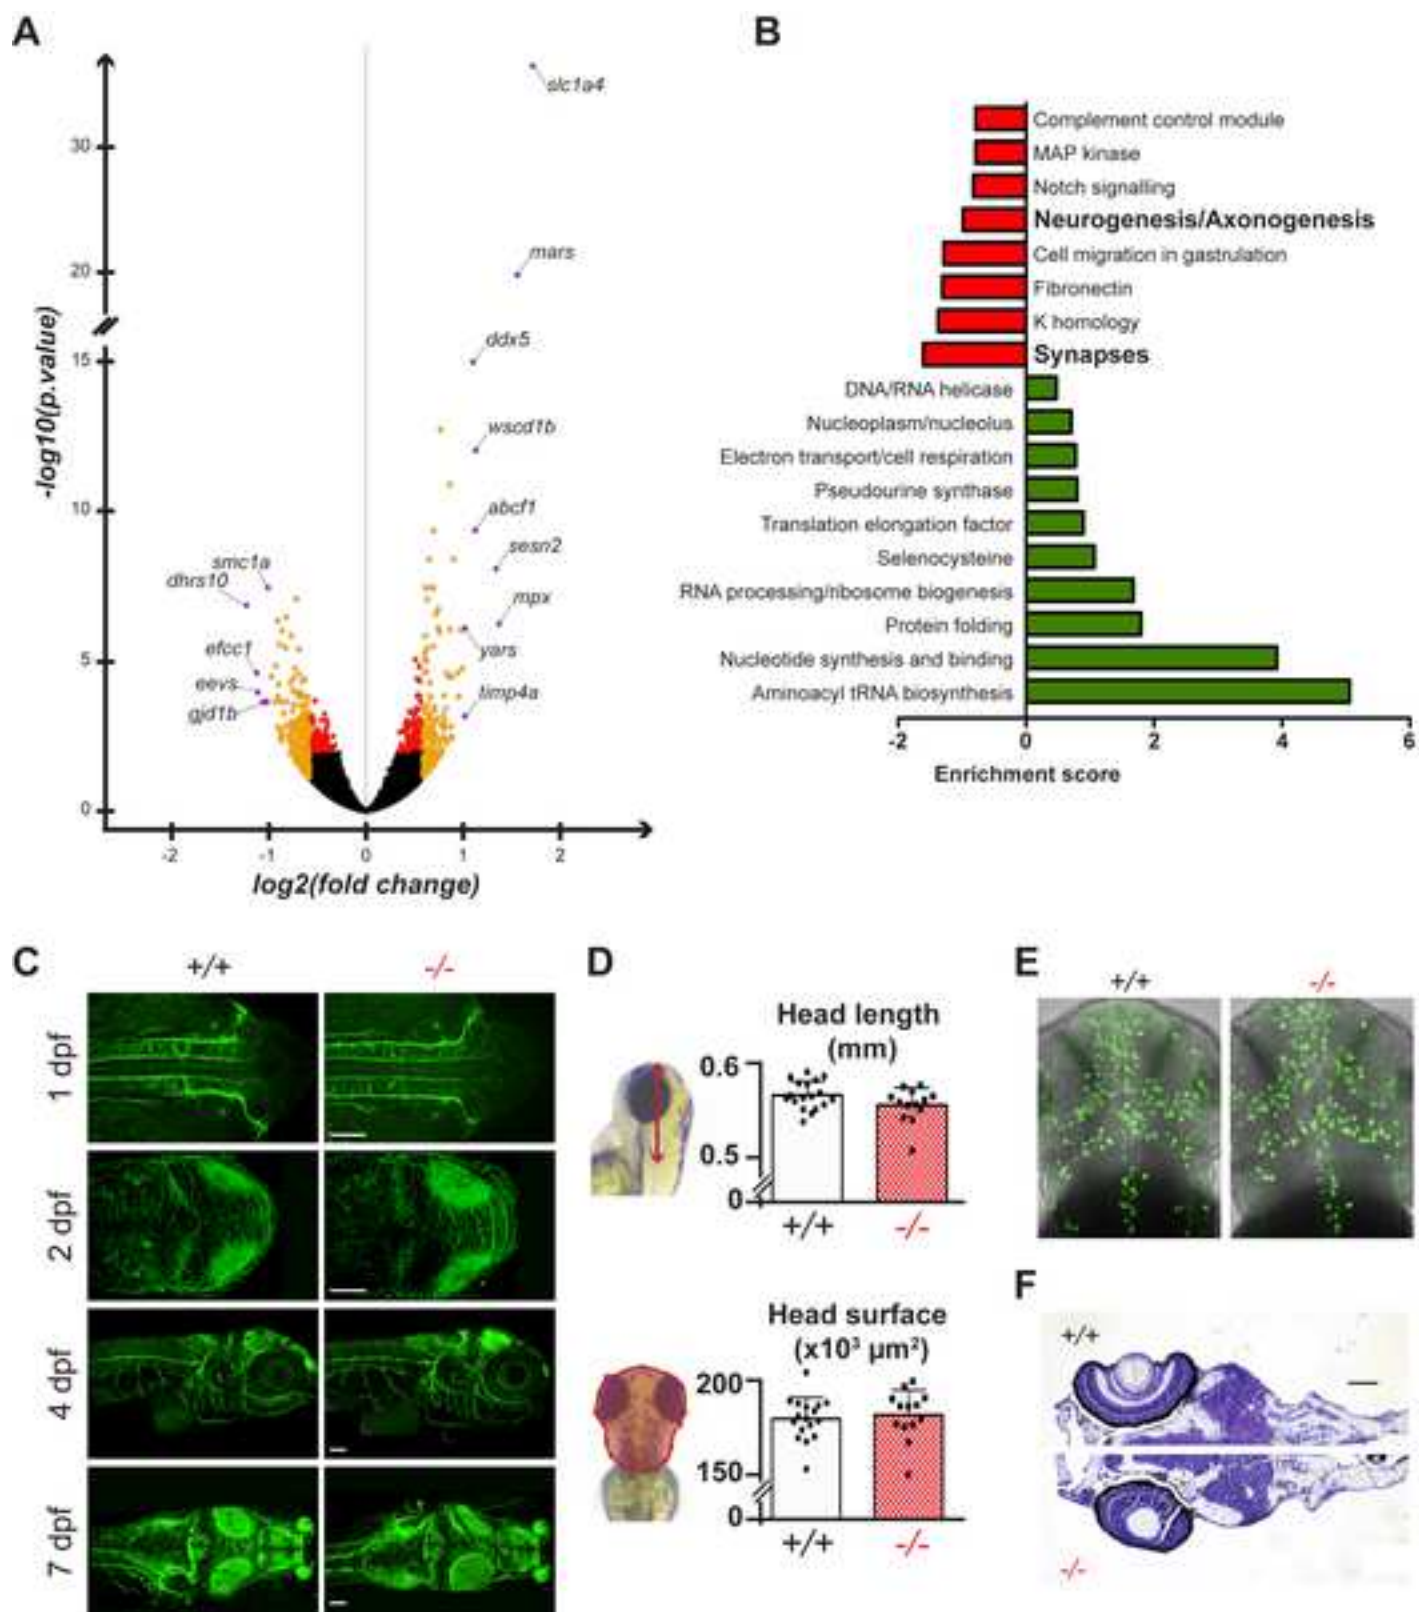 A
-log10(p.value)
30
20
15
10
5
0
slc1a4
mars
ddx5
wscd1b
abcf1
sesn2
mpx
yars
timp4a
smc1a
dhrs10
efcc1
eevs
gjd1b
-2
-1
0
1
2
log2(fold change)
B
Complement control module
MAP kinase
Notch signalling
Neurogenesis/Axonogenesis
Cell migration in gastrulation
Fibronectin
K homology
Synapses
DNA/RNA helicase
Nucleoplasm/nucleolus
Electron transport/cell respiration
Pseudourine synthase
Translation elongation factor
Selenocysteine
RNA processing/ribosome biogenesis
Protein folding
Nucleotide synthesis and binding
Aminoacyl tRNA biosynthesis
-2
0
2
4
6
Enrichment score
C
+/+
-/-
1 dpf
2 dpf
4 dpf
7 dpf
D
Head length
(mm)
0.6
0.5
0
+/+
-/-
Head surface
(x10³ µm²)
200
150
0
+/+
-/-
E
+/+
-/-
F
+/+
-/-